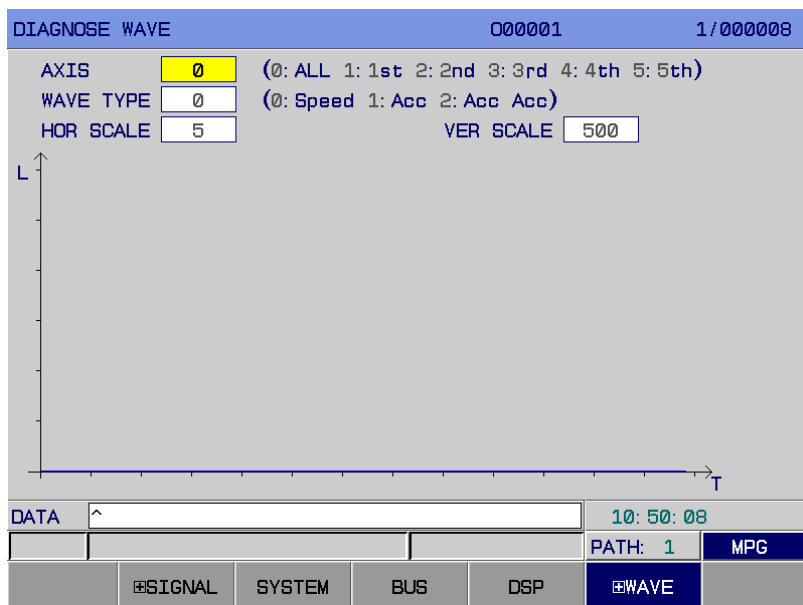 DIAGNOSE WAVE O00001 1/000008
AXIS 0 (0: ALL 1: 1st 2: 2nd 3: 3rd 4: 4th 5: 5th)
WAVE TYPE 0 (0: Speed 1: Acc 2: Acc Acc)
HOR SCALE 5 VER SCALE 500
L
T
DATA ^ 10: 50: 08
PATH: 1 MPG
⊞SIGNAL SYSTEM BUS DSP ⊞WAVE